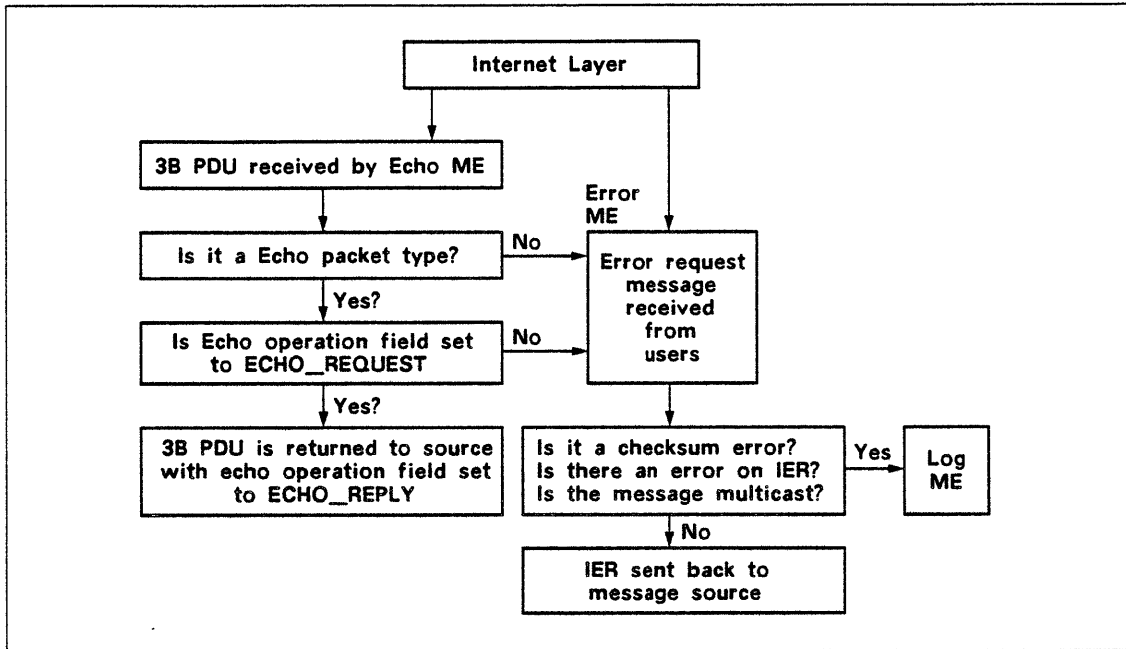 Internet Layer
3B PDU received by Echo ME
Error
ME
Is it a Echo packet type?
No
Error request
message
received
from
users
Yes?
Is Echo operation field set
to ECHO__REQUEST
No
Yes?
3B PDU is returned to source
with echo operation field set
to ECHO__REPLY
Is it a checksum error?
Is there an error on IER?
Is the message multicast?
Yes
Log
ME
No
IER sent back to
message source